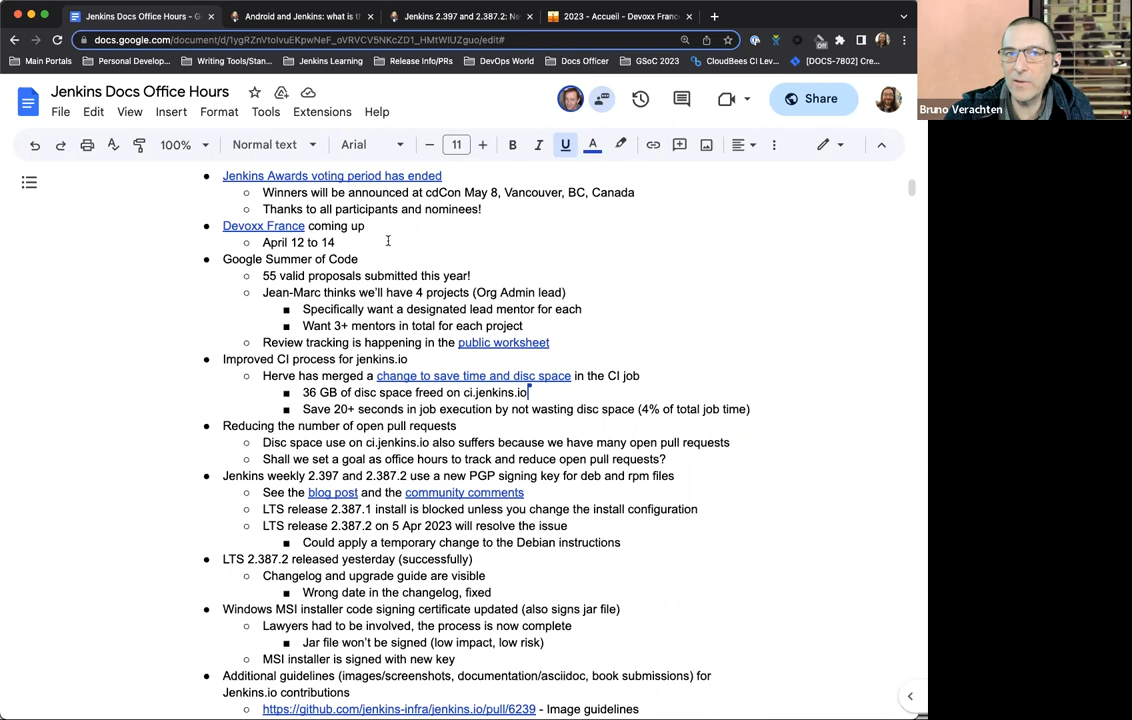 Jenkins Docs Office Hours - G
Android and Jenkins: what is t
Jenkins 2.397 and 2.387.2: Ne
2023 - Accueil - Devoxx Franc
docs.google.com/document/d/1ygRZnVtoIvuEKpwNeF_oVRVCV5NKcZD1_HMtWlUZguo/edit#
Off
Main Portals
Personal Develop...
Writing Tools/Stan...
Jenkins Learning
Release Info/PRs
DevOps World
Docs Officer
GSoC 2023
CloudBees CI Lev...
[DOCS-7802] Cre...
Bruno Verachten
Jenkins Docs Office Hours
File Edit View Insert Format Tools Extensions Help
Share
100% Normal text Arial 11 B I U A
Jenkins Awards voting period has ended
Winners will be announced at cdCon May 8, Vancouver, BC, Canada
Thanks to all participants and nominees!
Devoxx France coming up
April 12 to 14
Google Summer of Code
55 valid proposals submitted this year!
Jean-Marc thinks we'll have 4 projects (Org Admin lead)
Specifically want a designated lead mentor for each
Want 3+ mentors in total for each project
Review tracking is happening in the public worksheet
Improved CI process for jenkins.io
Herve has merged a change to save time and disc space in the CI job
36 GB of disc space freed on ci.jenkins.io
Save 20+ seconds in job execution by not wasting disc space (4% of total job time)
Reducing the number of open pull requests
Disc space use on ci.jenkins.io also suffers because we have many open pull requests
Shall we set a goal as office hours to track and reduce open pull requests?
Jenkins weekly 2.397 and 2.387.2 use a new PGP signing key for deb and rpm files
See the blog post and the community comments
LTS release 2.387.1 install is blocked unless you change the install configuration
LTS release 2.387.2 on 5 Apr 2023 will resolve the issue
Could apply a temporary change to the Debian instructions
LTS 2.387.2 released yesterday (successfully)
Changelog and upgrade guide are visible
Wrong date in the changelog, fixed
Windows MSI installer code signing certificate updated (also signs jar file)
Lawyers had to be involved, the process is now complete
Jar file won't be signed (low impact, low risk)
MSI installer is signed with new key
Additional guidelines (images/screenshots, documentation/asciidoc, book submissions) for
Jenkins.io contributions
https://github.com/jenkins-infra/jenkins.io/pull/6239 - Image guidelines